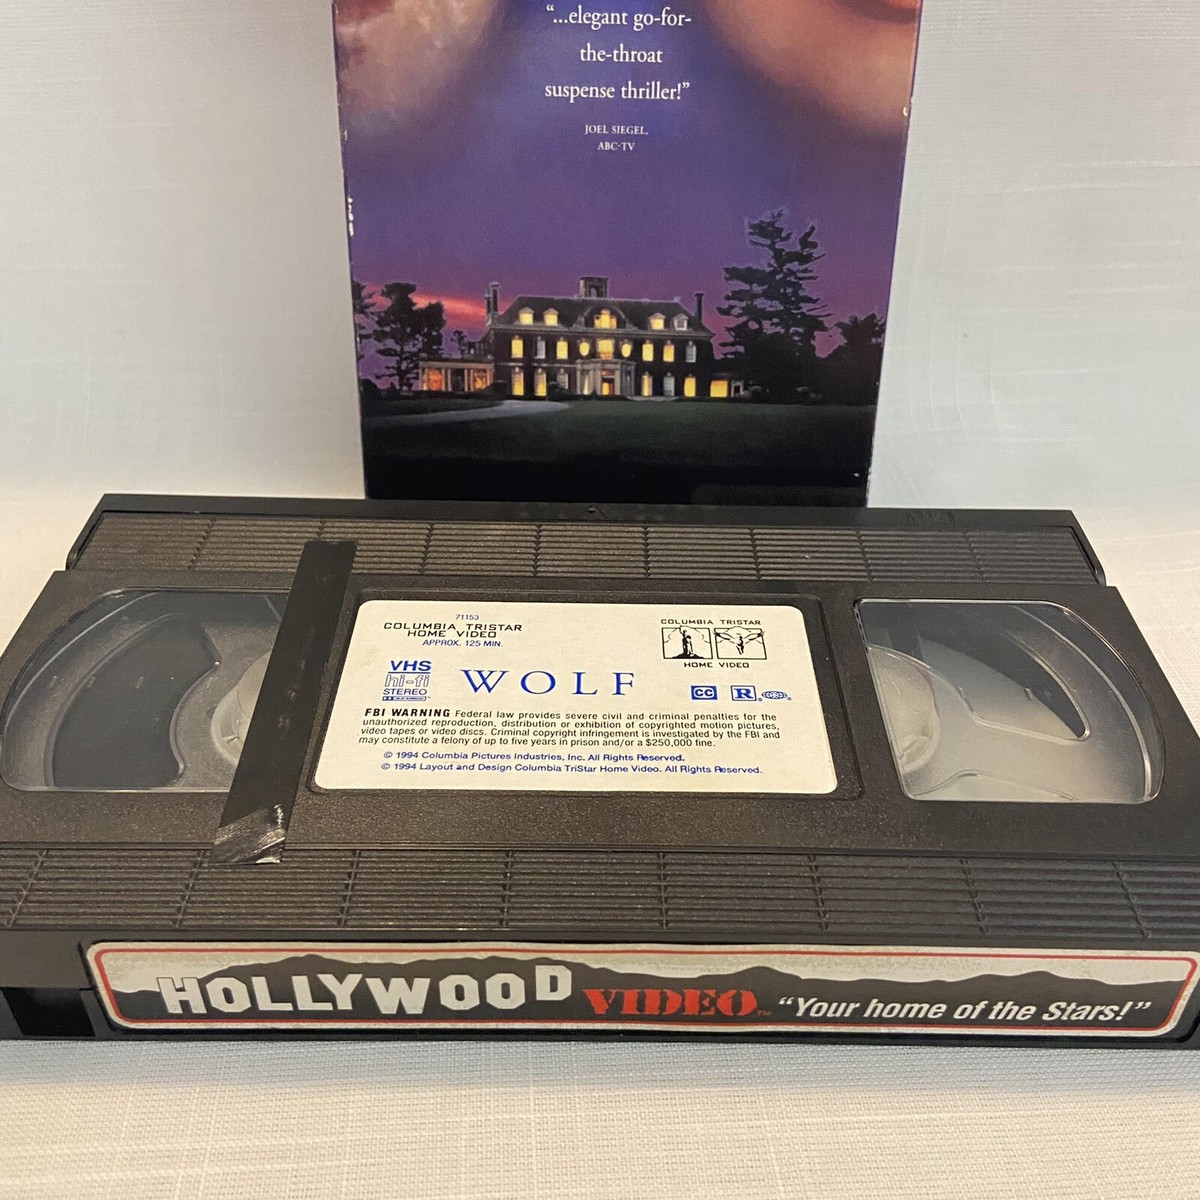 “...elegant go-for-
the-throat
suspense thriller!”
JOEL SIEGEL,
ABC-TV
71153
COLUMBIA TRISTAR
HOME VIDEO
APPROX. 125 MIN.
VHS
hi-fi
STEREO
WOLF
COLUMBIA TRISTAR
HOME VIDEO
CC
R
FBI WARNING Federal law provides severe civil and criminal penalties for the
unauthorized reproduction, distribution or exhibition of copyrighted motion pictures,
video tapes or video discs. Criminal copyright infringement is investigated by the FBI and
may constitute a felony of up to five years in prison and/or a $250,000 fine.
© 1994 Columbia Pictures Industries, Inc. All Rights Reserved.
© 1994 Layout and Design Columbia TriStar Home Video. All Rights Reserved.
HOLLYWOOD VIDEO™ “Your home of the Stars!”